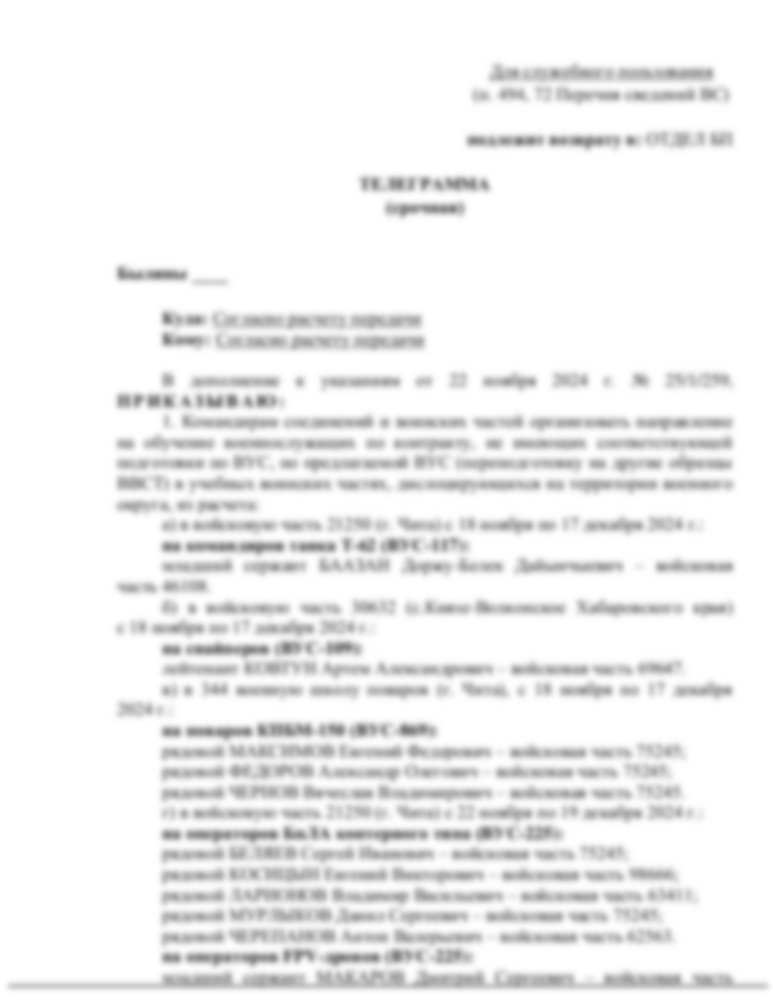 Для служебного пользования
(п. 494, 72 Перечня сведений ВС)
подлежит возврату в: ОТДЕЛ БП
ТЕЛЕГРАММА
(срочная)
Былины ____
Куда: Согласно расчету передачи
Кому: Согласно расчету передачи
В дополнение к указаниям от 22 ноября 2024 г. № 25/1/259,
ПРИКАЗЫВАЮ:
1. Командирам соединений и воинских частей организовать направление
на обучение военнослужащих по контракту, не имеющих соответствующей
подготовки по ВУС, по предлагаемой ВУС (переподготовку на другие образцы
ВВСТ) в учебных воинских частях, дислоцирующихся на территории военного
округа, из расчета:
а) в войсковую часть 21250 (г. Чита) с 18 ноября по 17 декабря 2024 г.:
на командиров танка Т-62 (ВУС-117):
младший сержант БААЗАН Доржу-Белек – войсковая
часть 46108.
б) в войсковую часть 30632 (с.Князе-Волконское Хабаровского края)
с 18 ноября по 17 декабря 2024 г.:
на снайперов (ВУС-109):
лейтенант КОВТУН Артем Александрович – войсковая часть 69647.
в) в 344 военную школу поваров (г. Чита), с 18 ноября по 17 декабря
2024 г.:
на поваров КПБМ-150 (ВУС-869):
рядовой МАКСИМОВ Евгений Федорович – войсковая часть 75245;
рядовой ФЕДОРОВ Александр Олегович – войсковая часть 75245;
рядовой ЧЕРНОВ Вячеслав Владимирович – войсковая часть 75245.
г) в войсковую часть 21250 (г. Чита) с 22 ноября по 19 декабря 2024 г.:
на операторов БпЛА коптерного типа (ВУС-225):
рядовой БЕЛЯЕВ Сергей Иванович – войсковая часть 75245;
рядовой КОСИЦЫН Евгений Викторович – войсковая часть 98666;
рядовой ЛАРИОНОВ Владимир Васильевич – войсковая часть 63411;
рядовой МУРЛЫКОВ Данил Сергеевич – войсковая часть 75245;
рядовой ЧЕРЕПАНОВ Антон Валерьевич – войсковая часть 62563.
на операторов FPV-дронов (ВУС-225):
младший сержант МАКАРОВ Дмитрий Сергеевич – войсковая часть